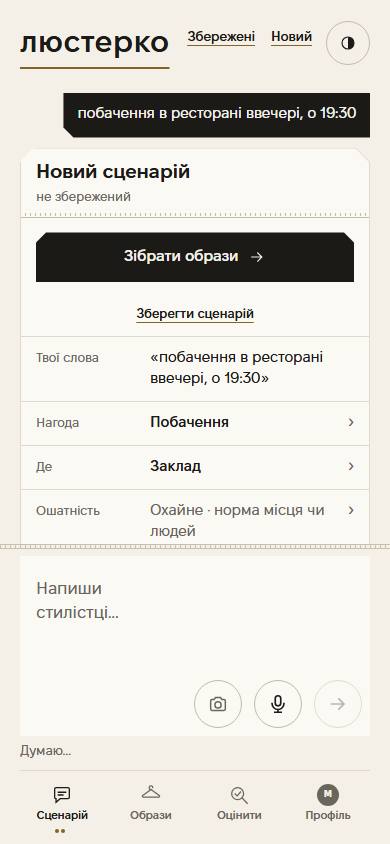 люстерко
Збережені
Новий
побачення в ресторані ввечері, о 19:30
Новий сценарій
не збережений
Зібрати образи →
Зберегти сценарій
Твої слова
«побачення в ресторані
ввечері, о 19:30»
Нагода
Побачення
Де
Заклад
Ошатність
Охайне · норма місця чи
людей
Напиши
стилістці...
Думаю...
Сценарій
Образи
Оцінити
М
Профіль